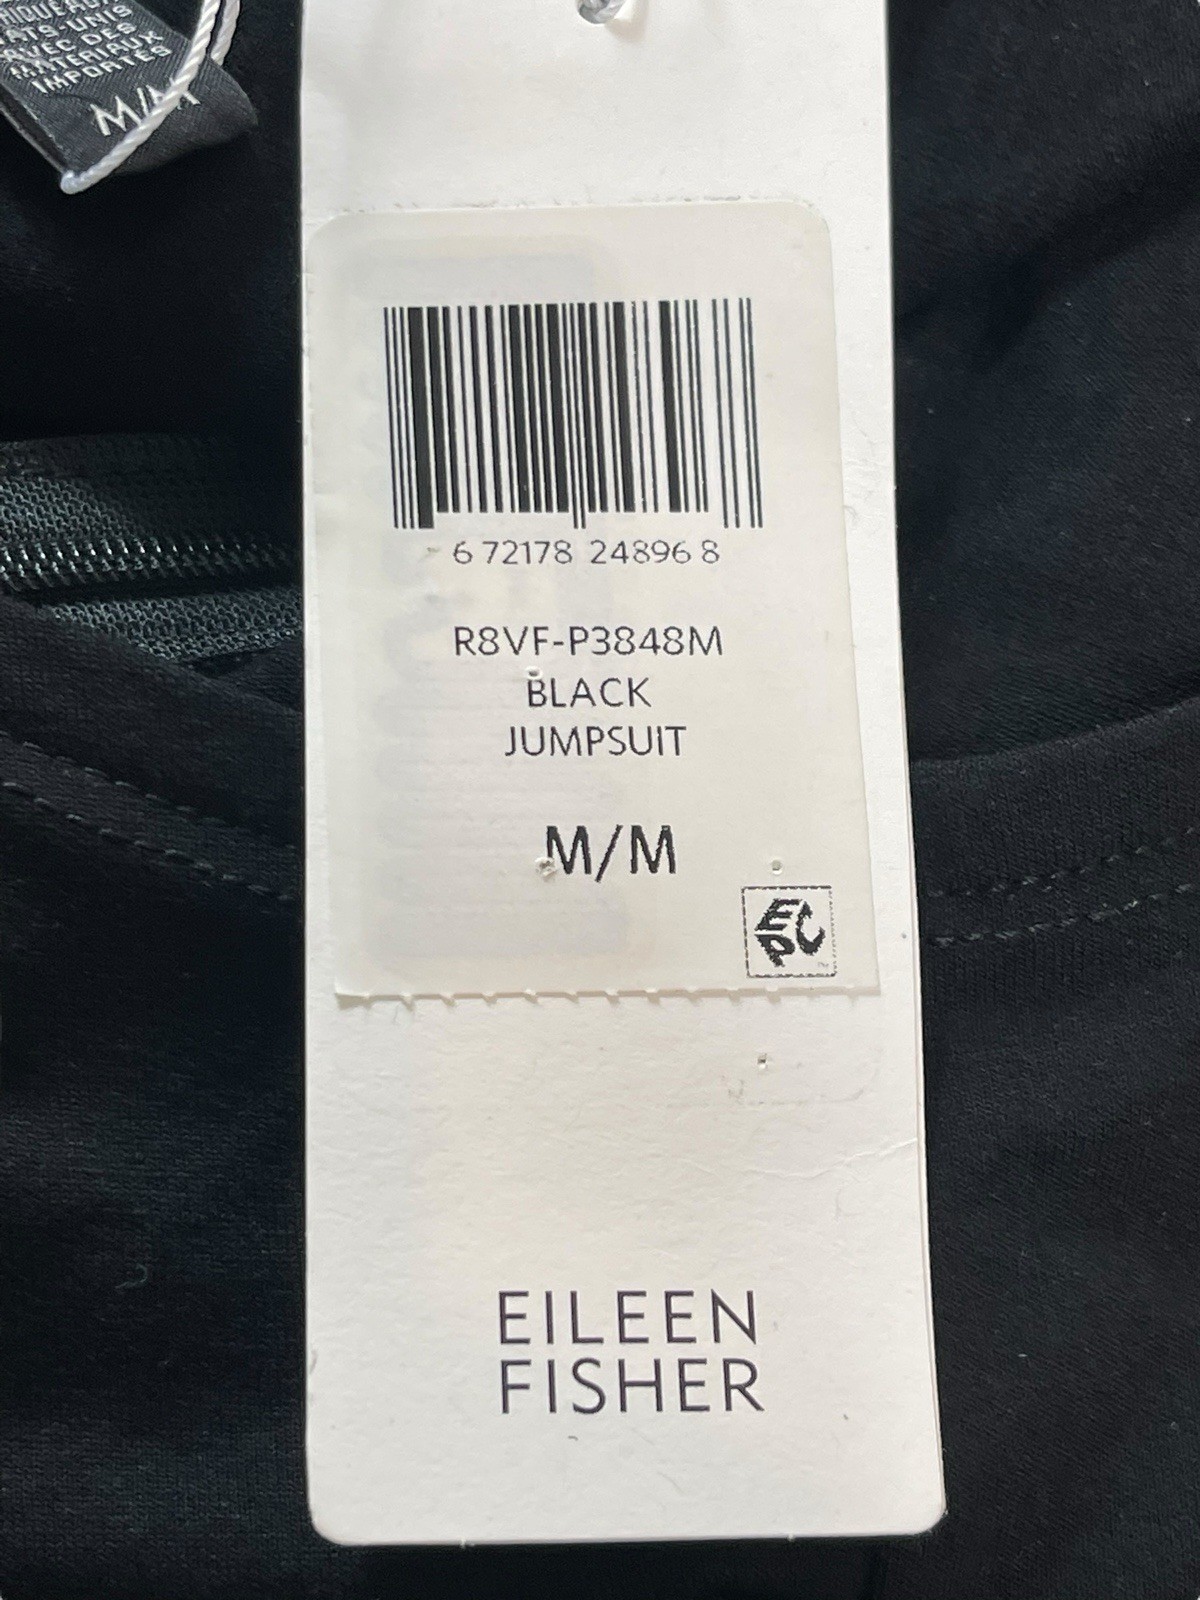 AVEC DES
MATERIAUX
IMPORTES
M/M
6 72178 24896 8
R8VF-P3848M
BLACK
JUMPSUIT
M/M
EPC
EILEEN
FISHER